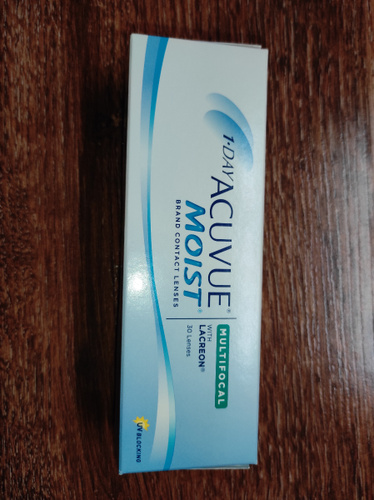 1·DAY
ACUVUE®
MOIST®
BRAND CONTACT LENSES
MULTIFOCAL
WITH
LACREON®
30 Lenses
UV BLOCKING